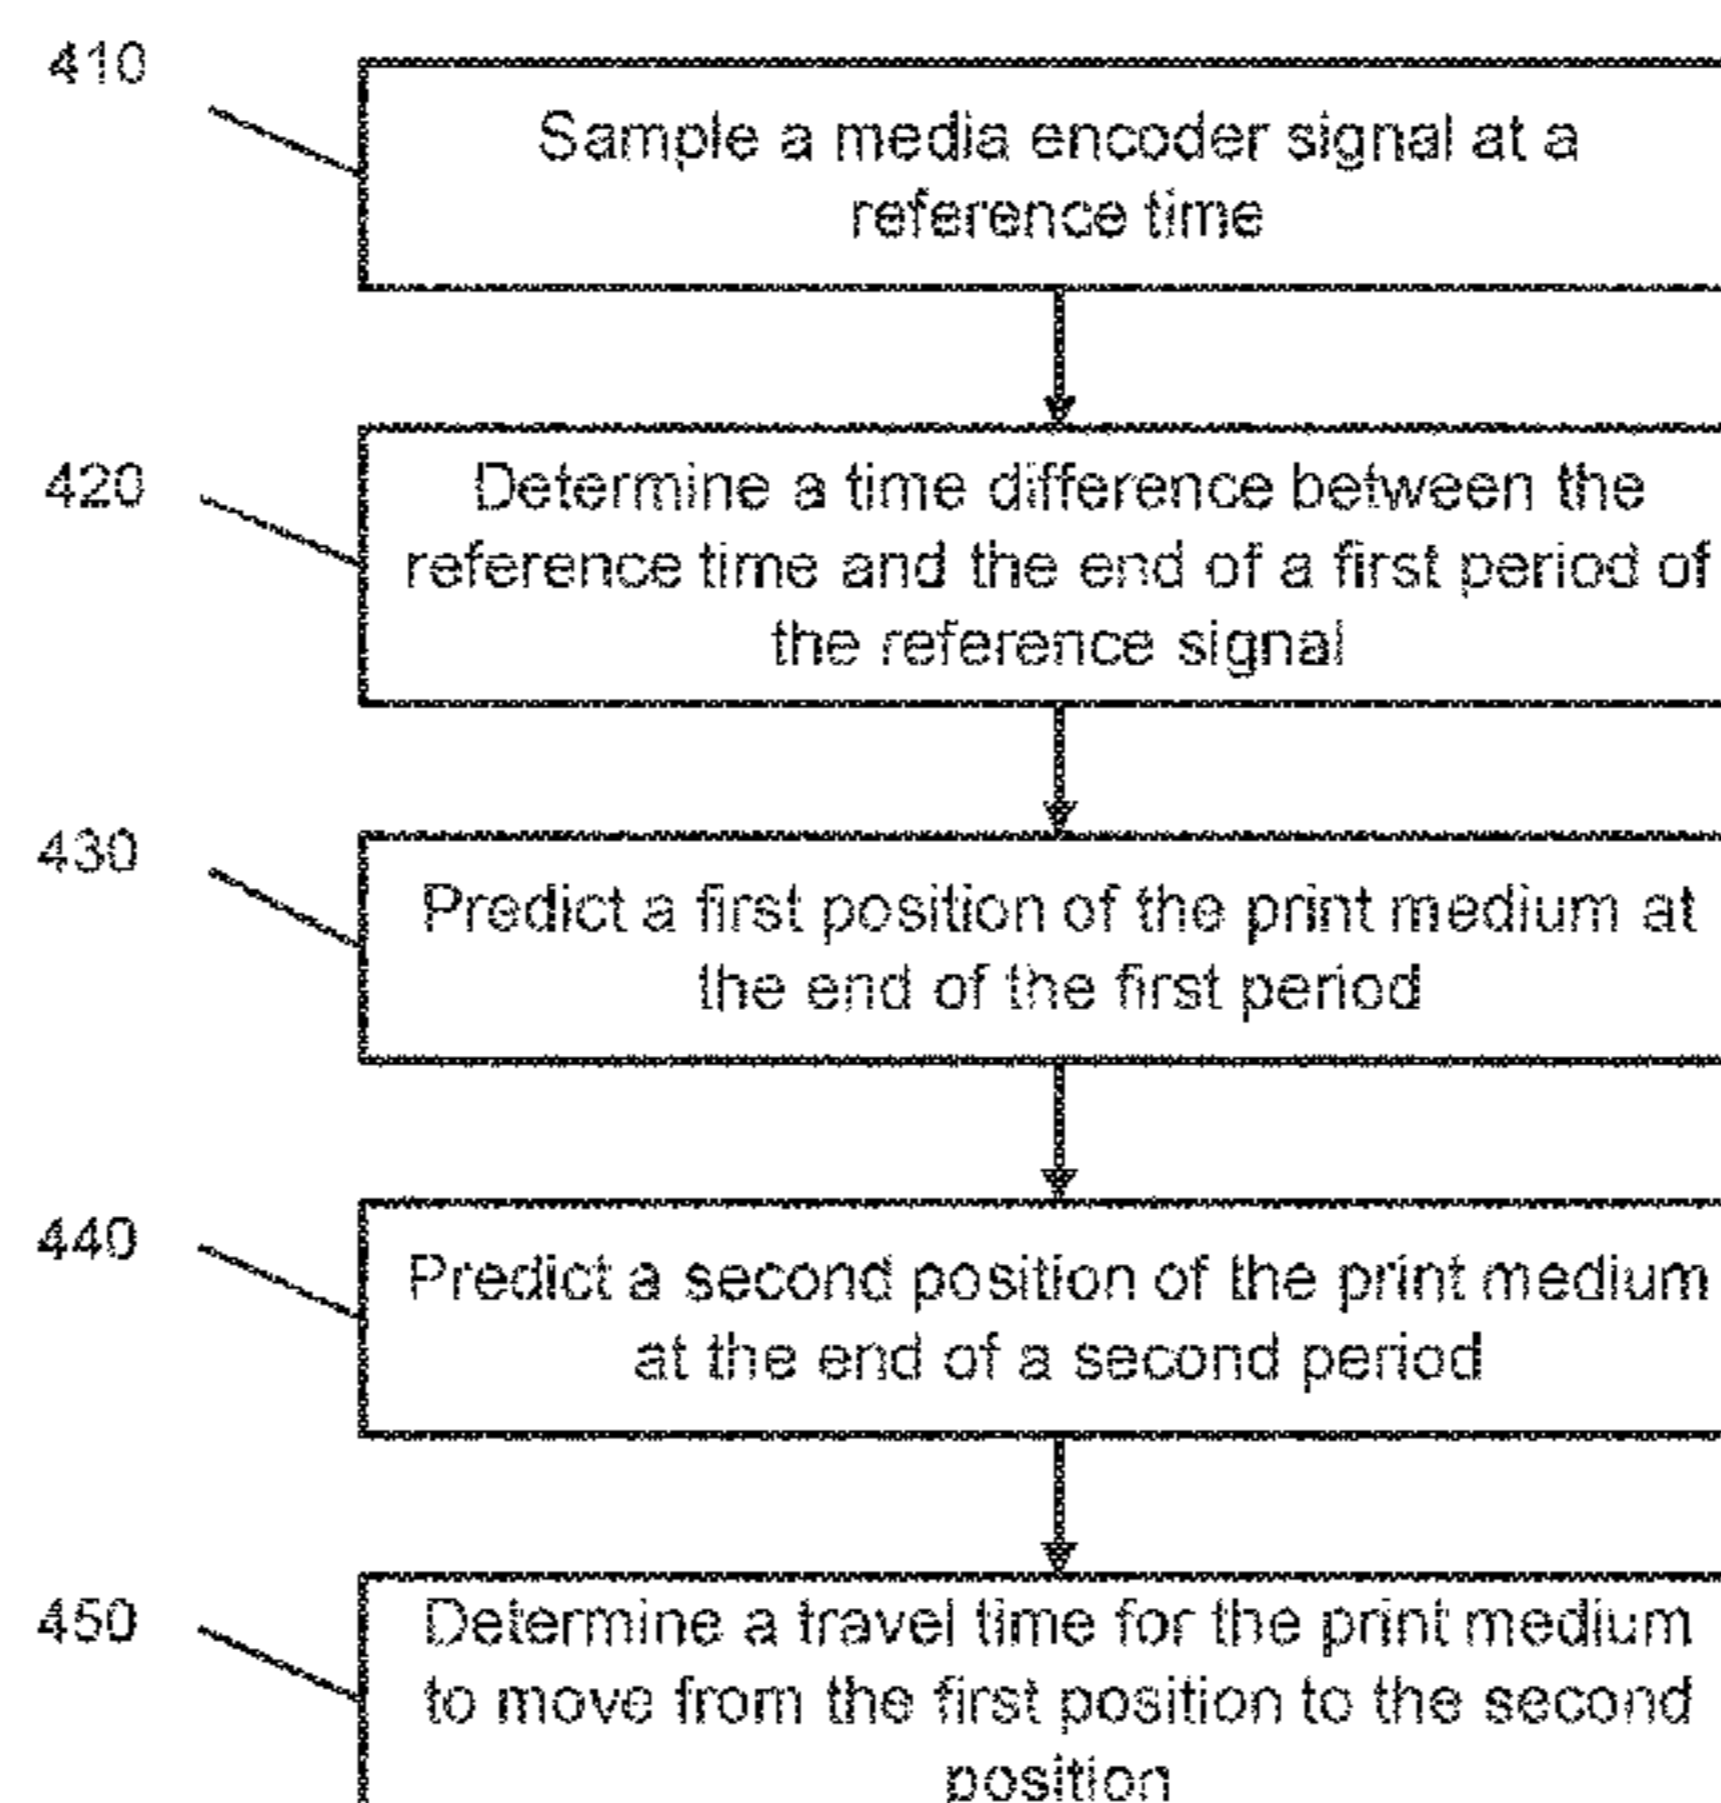 410
Sample a media encoder signal at a
reference time
420
Determine a time difference between the
reference time and the end of a first period of
the reference signal
430
Predict a first position of the print medium at
the end of the first period
440
Predict a second position of the print medium
at the end of a second period
450
Determine a travel time for the print medium
to move from the first position to the second
position